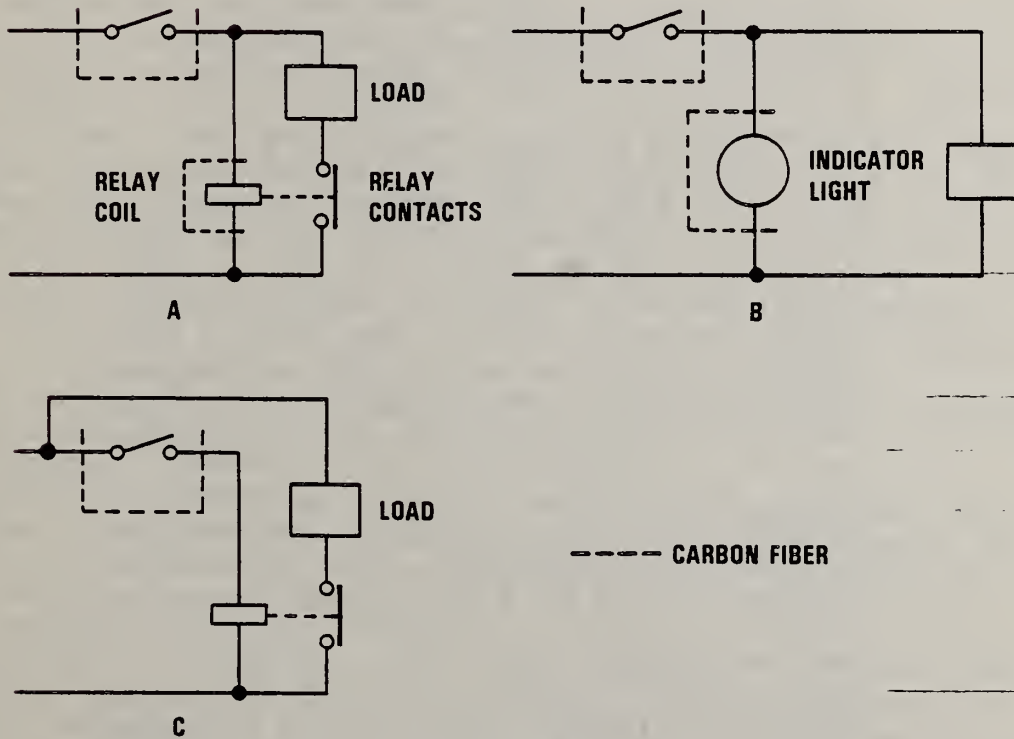 LOAD
RELAY
COIL
RELAY
CONTACTS
A
INDICATOR
LIGHT
B
LOAD
CARBON FIBER
C